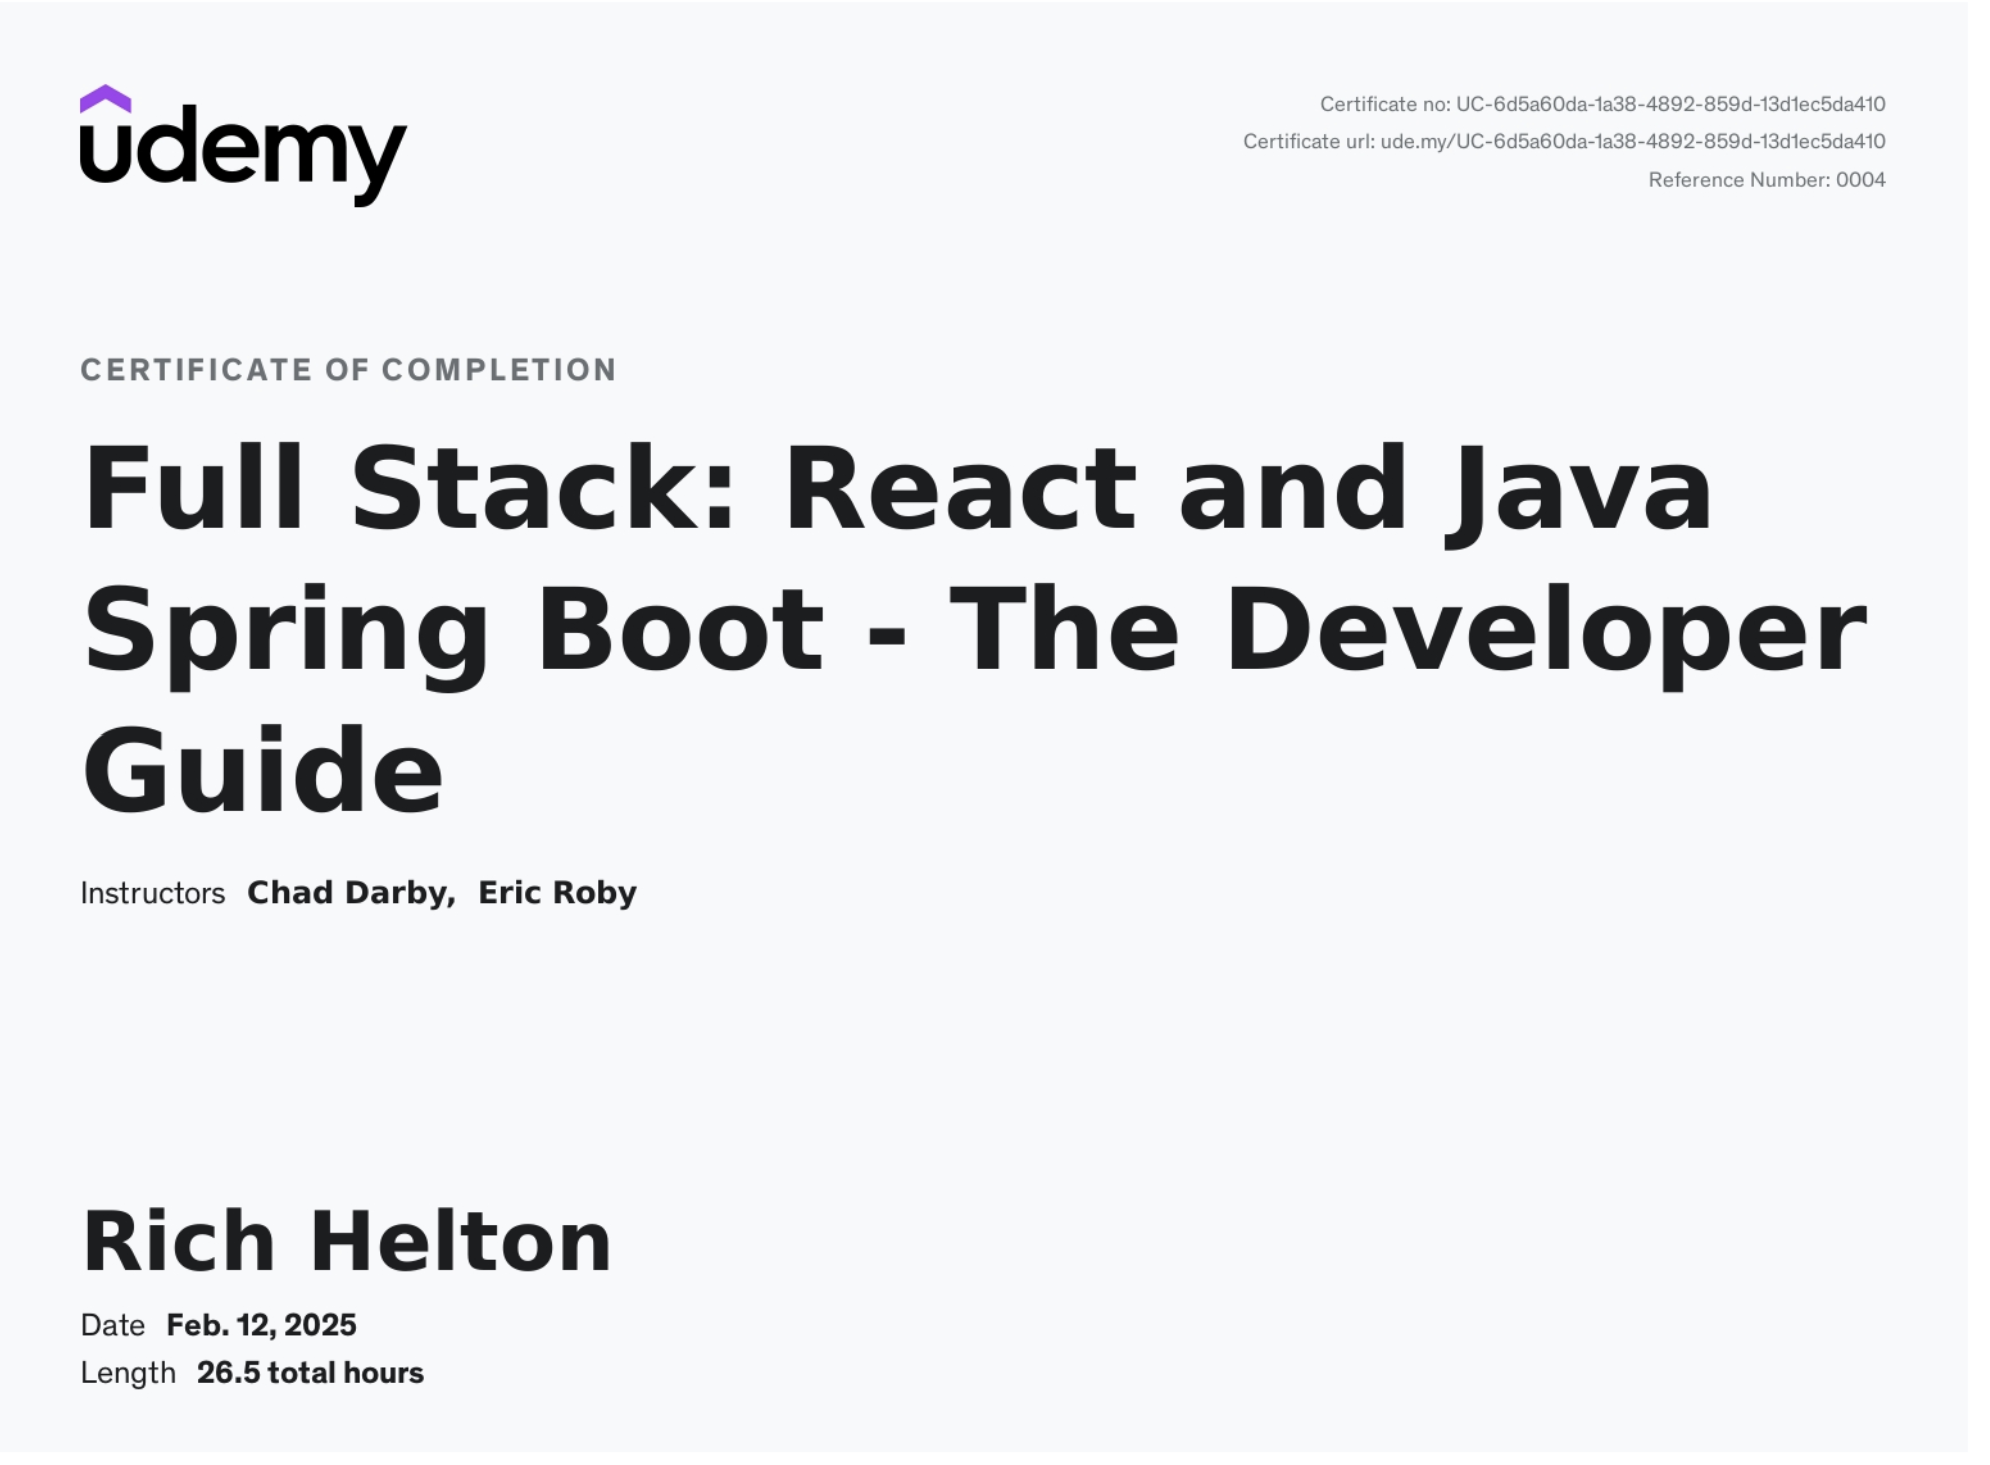 udemy
Certificate no: UC-6d5a60da-1a38-4892-859d-13d1ec5da410
Certificate url: ude.my/UC-6d5a60da-1a38-4892-859d-13d1ec5da410
Reference Number: 0004
CERTIFICATE OF COMPLETION
Full Stack: React and Java
Spring Boot - The Developer
Guide
Instructors Chad Darby, Eric Roby
Rich Helton
Date Feb. 12, 2025
Length 26.5 total hours